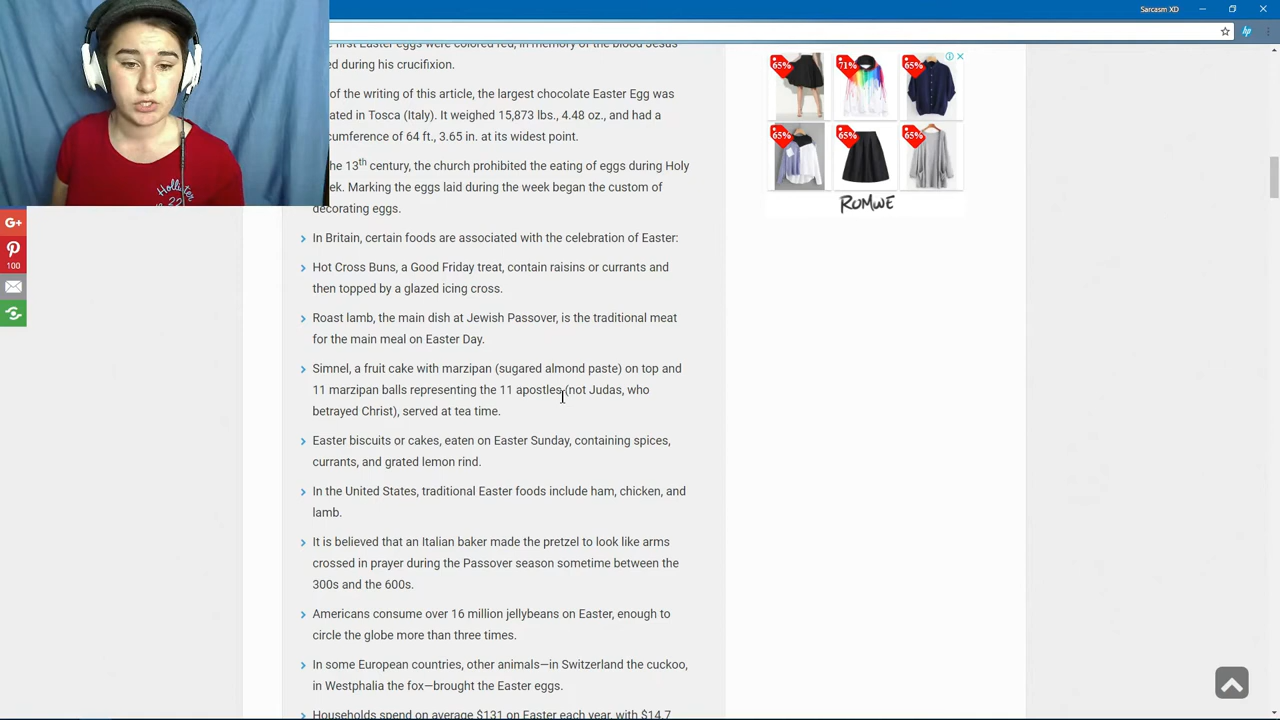 Sarcasm XD
first Easter eggs were colored red, in memory of the blood Jesus
ed during his crucifixion.
of the writing of this article, the largest chocolate Easter Egg was
ated in Tosca (Italy). It weighed 15,873 lbs., 4.48 oz., and had a
cumference of 64 ft., 3.65 in. at its widest point.
he 13th century, the church prohibited the eating of eggs during Holy
ek. Marking the eggs laid during the week began the custom of
decorating eggs.
In Britain, certain foods are associated with the celebration of Easter:
Hot Cross Buns, a Good Friday treat, contain raisins or currants and
then topped by a glazed icing cross.
Roast lamb, the main dish at Jewish Passover, is the traditional meat
for the main meal on Easter Day.
Simnel, a fruit cake with marzipan (sugared almond paste) on top and
11 marzipan balls representing the 11 apostles (not Judas, who
betrayed Christ), served at tea time.
Easter biscuits or cakes, eaten on Easter Sunday, containing spices,
currants, and grated lemon rind.
In the United States, traditional Easter foods include ham, chicken, and
lamb.
It is believed that an Italian baker made the pretzel to look like arms
crossed in prayer during the Passover season sometime between the
300s and the 600s.
Americans consume over 16 million jellybeans on Easter, enough to
circle the globe more than three times.
In some European countries, other animals—in Switzerland the cuckoo,
in Westphalia the fox—brought the Easter eggs.
Households spend on average $131 on Easter each year, with $14.7
65% 71% 65%
65% 65% 65%
ROMWE
G+
100
Hollister
22